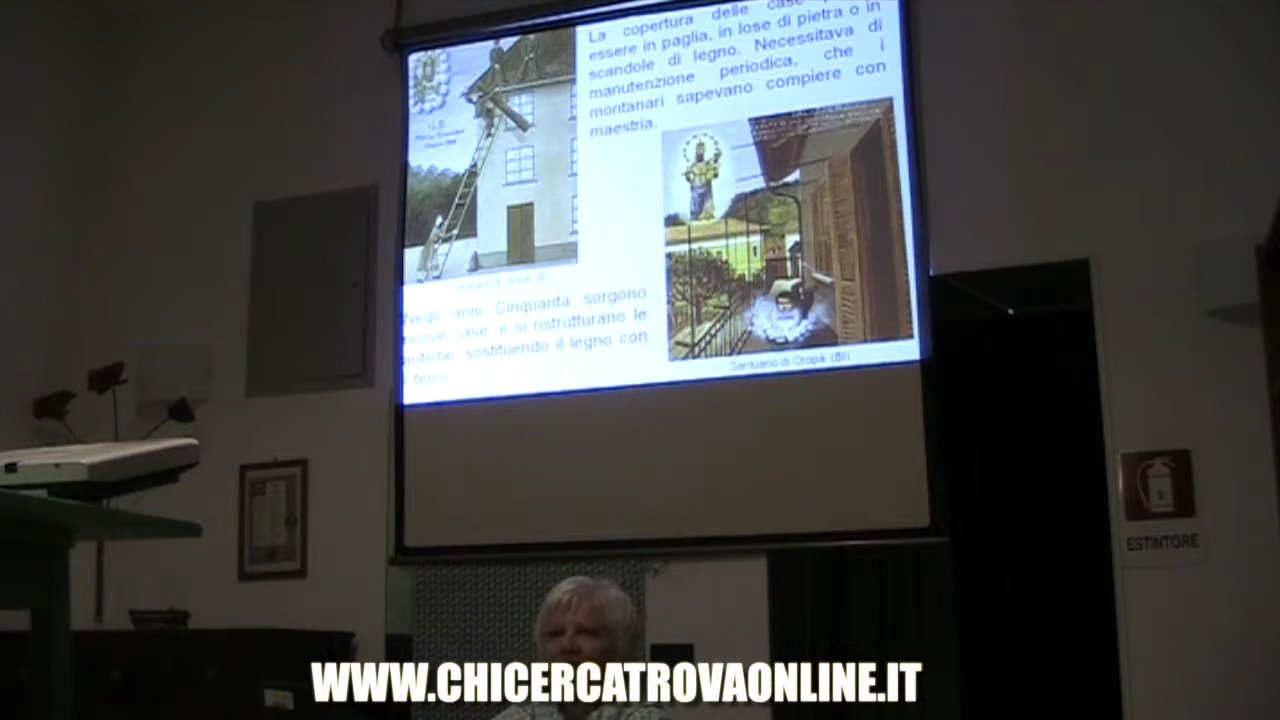 La copertura delle case
essere in paglia, in lose di pietra o in
scandole di legno. Necessitava di
manutenzione periodica, che i
montanari sapevano compiere con
maestria.
Santuario di Oropa (BI)
Negli anni Cinquanta sorgono
nuove case e si ristrutturano le
antiche sostituendo il legno con
il ferro
Santuario di Oropa (BI)
ESTINTORE
WWW.CHICERCATROVAONLINE.IT